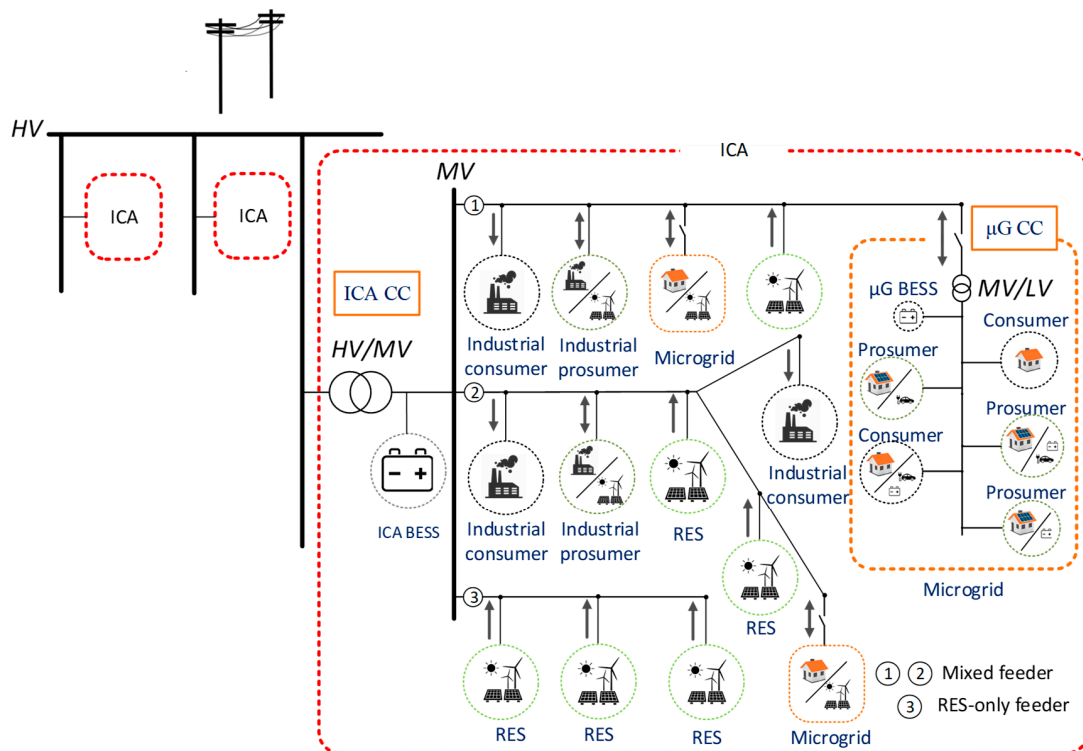 HV
ICA
ICA
ICA
MV
1
μG CC
ICA CC
μG BESS
MV/LV
Consumer
Industrial
consumer
Industrial
prosumer
Microgrid
HV/MV
Prosumer
2
Prosumer
Consumer
Industrial
consumer
Prosumer
ICA BESS
Industrial
consumer
Industrial
prosumer
RES
Microgrid
3
RES
1 2 Mixed feeder
3 RES-only feeder
RES
RES
RES
Microgrid